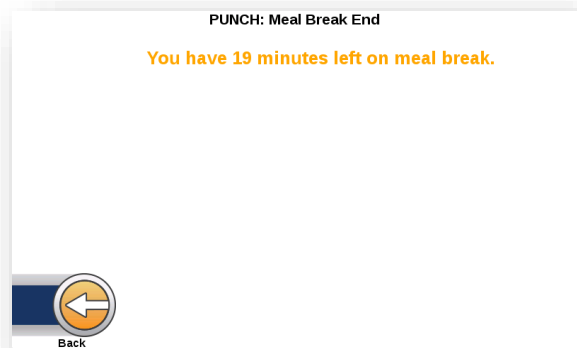 PUNCH: Meal Break End
You have 19 minutes left on meal break.
Back